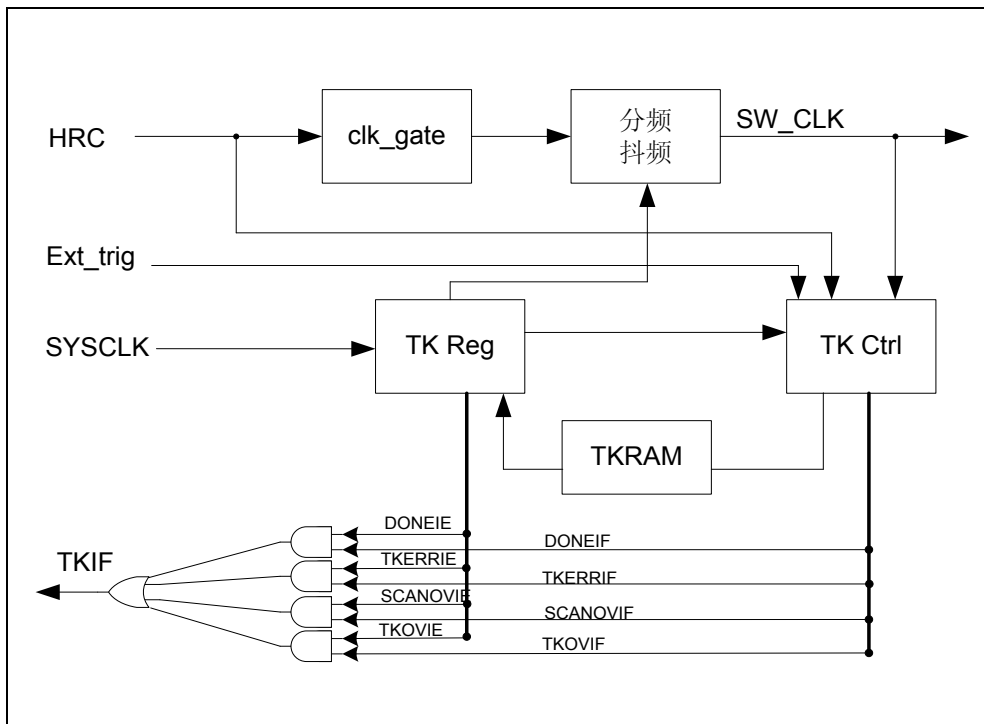 HRC
clk_gate
分频
抖频
SW_CLK
Ext_trig
SYSCLK
TK Reg
TK Ctrl
TKRAM
TKIF
DONEIE
DONEIF
TKERRIE
TKERRIF
SCANOVIE
SCANOVIF
TKOVIE
TKOVIF